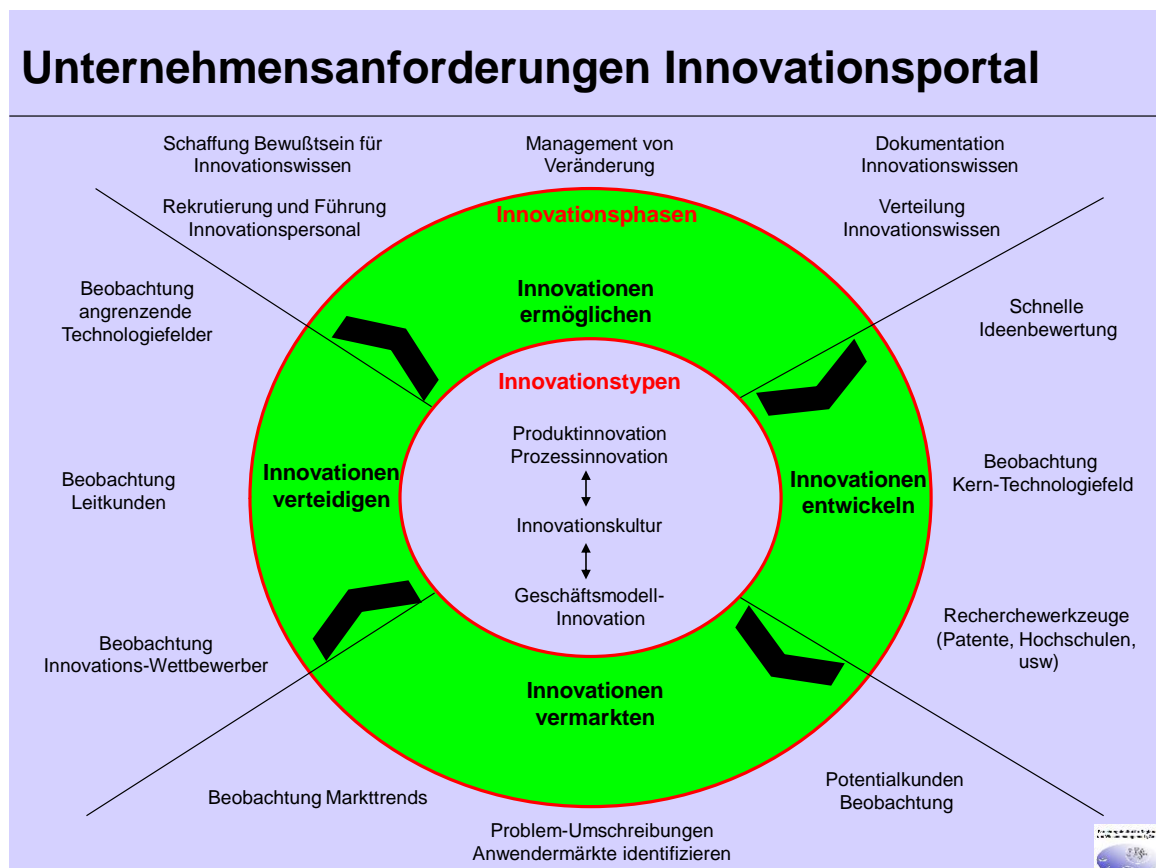 Unternehmensanforderungen Innovationsportal
Schaffung Bewußtsein für
Innovationswissen
Management von
Veränderung
Dokumentation
Innovationswissen
Rekrutierung und Führung
Innovationspersonal
Innovationsphasen
Verteilung
Innovationswissen
Beobachtung
angrenzende
Technologiefelder
Innovationen
ermöglichen
Schnelle
Ideenbewertung
Innovationstypen
Produktinnovation
Prozessinnovation
Beobachtung
Leitkunden
Innovationen
verteidigen
Innovationskultur
Innovationen
entwickeln
Beobachtung
Kern-Technologiefeld
Geschäftsmodell-
Innovation
Beobachtung
Innovations-Wettbewerber
Recherchewerkzeuge
(Patente, Hochschulen,
usw)
Innovationen
vermarkten
Beobachtung Markttrends
Potentialkunden
Beobachtung
Problem-Umschreibungen
Anwendermärkte identifizieren